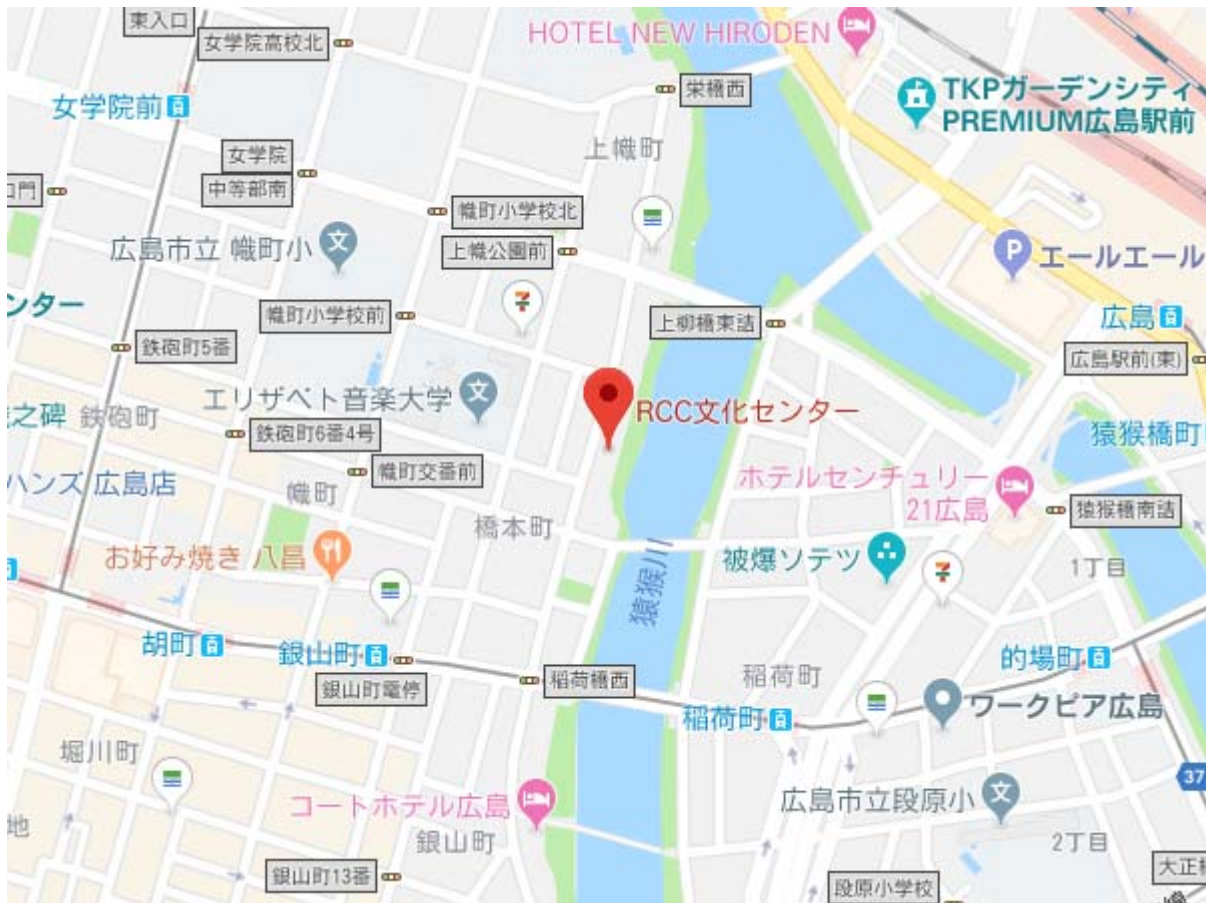 東入口
女学院高校北
HOTEL NEW HIRODEN
栄橋西
TKPガーデンシティ
PREMIUM広島駅前
女学院前
女学院
中等部南
上幟町
口門
幟町小学校北
広島市立 幟町小
上幟公園前
エールエール
ンター
幟町小学校前
上柳橋東詰
広島
鉄砲町5番
広島駅前(東)
エリザベト音楽大学
RCC文化センター
之碑
鉄砲町
鉄砲町6番4号
猿猴橋町
幟町交番前
ハンズ 広島店
幟町
ホテルセンチュリー
21広島
猿猴橋南詰
橋本町
お好み焼き 八昌
猿猴川
被爆ソテツ
1丁目
胡町
銀山町
稲荷橋西
銀山町電停
稲荷町
的場町
稲荷町
ワークピア広島
堀川町
37
コートホテル広島
広島市立段原小
地
銀山町
2丁目
銀山町13番
段原小学校
大正橋